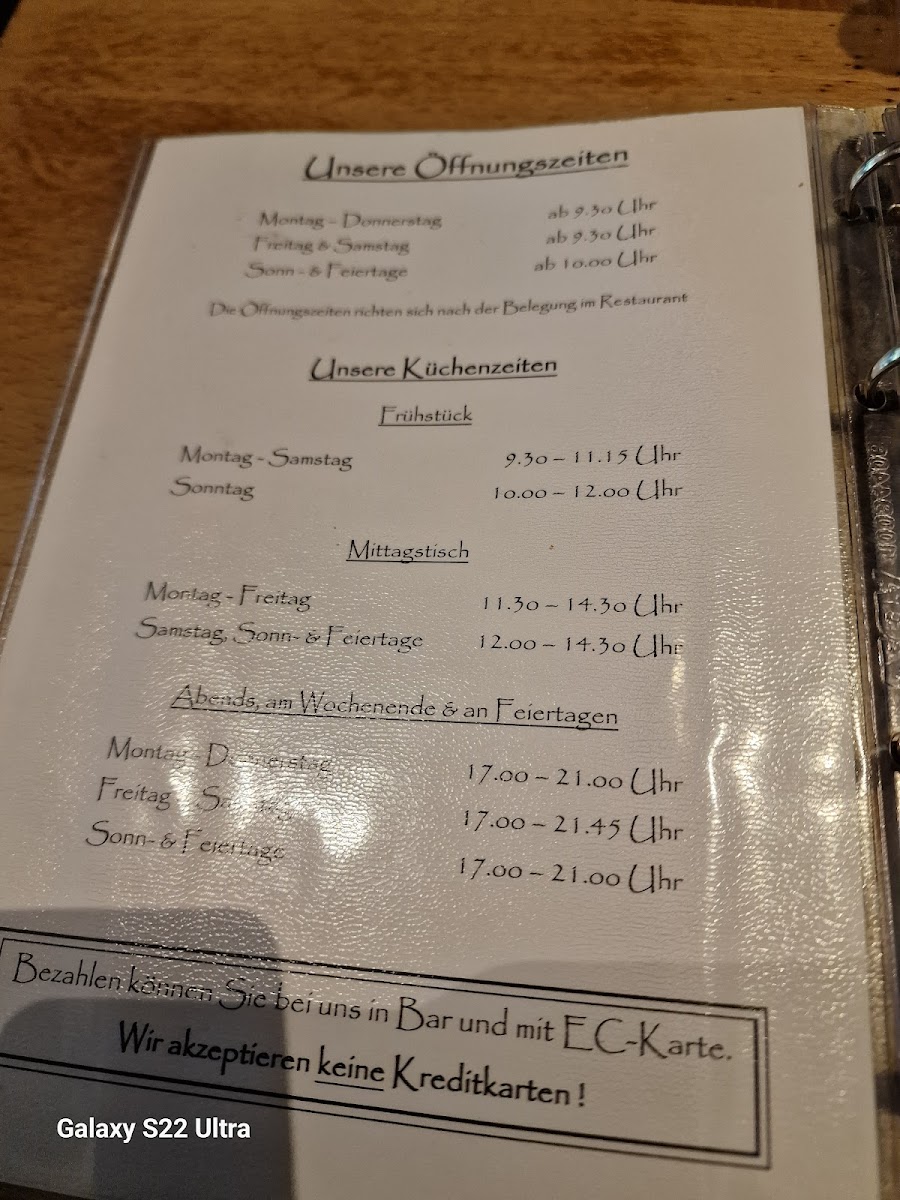 Unsere Öffnungszeiten
Montag - Donnerstag ab 9.30 Uhr
Freitag & Samstag ab 9.30 Uhr
Sonn - & Feiertage ab 10.00 Uhr
Die Öffnungszeiten richten sich nach der Belegung im Restaurant
Unsere Küchenzeiten
Frühstück
Montag - Samstag 9.30 – 11.15 Uhr
Sonntag 10.00 – 12.00 Uhr
Mittagstisch
Montag - Freitag 11.30 – 14.30 Uhr
Samstag, Sonn- & Feiertage 12.00 – 14.30 Uhr
Abends, am Wochenende & an Feiertagen
Montag - Donnerstag 17.00 – 21.00 Uhr
Freitag 17.00 – 21.45 Uhr
Sonn- & Feiertage 17.00 – 21.00 Uhr
Bezahlen können Sie bei uns in Bar und mit EC-Karte.
Wir akzeptieren keine Kreditkarten !
Galaxy S22 Ultra